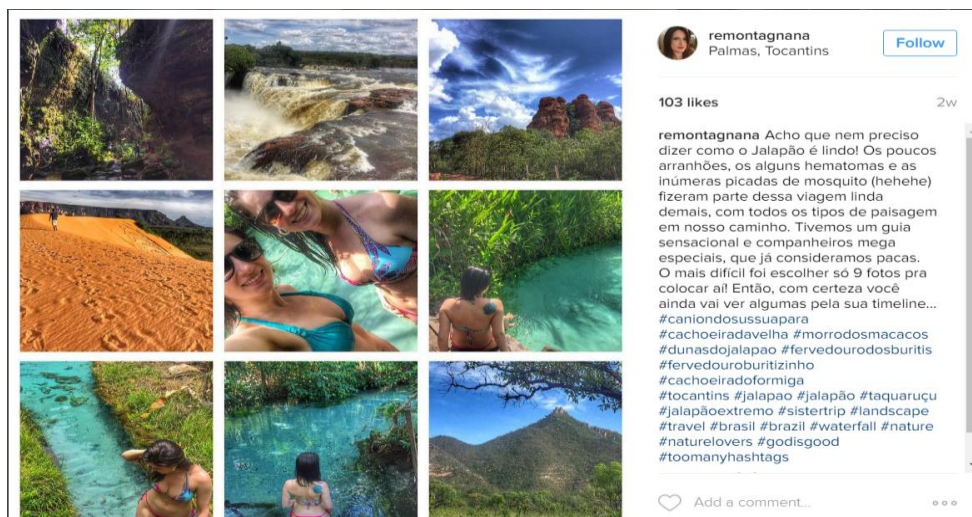 remontagnana
Palmas, Tocantins
Follow
103 likes
2w
remontagnana Acho que nem preciso
dizer como o Jalapão é lindo! Os poucos
arranhões, os alguns hematomas e as
inúmeras picadas de mosquito (hehehe)
fizeram parte dessa viagem linda
demais, com todos os tipos de paisagem
em nosso caminho. Tivemos um guia
sensacional e companheiros mega
especiais, que já consideramos pacas.
O mais difícil foi escolher só 9 fotos pra
colocar aí! Então, com certeza você
ainda vai ver algumas pela sua timeline...
#caniondosussuapara
#cachoeiradavelha #morrodosmacacos
#dunasdojalapao #fervedourodosburitis
#fervedouroburitizinho
#cachoeiradoformiga
#tocantins #jalapao #jalapão #taquaruçu
#jalapãoextremo #sistertrip #landscape
#travel #brasil #brazil #waterfall #nature
#naturelovers #godisgood
#toomanyhashtags
Add a comment...